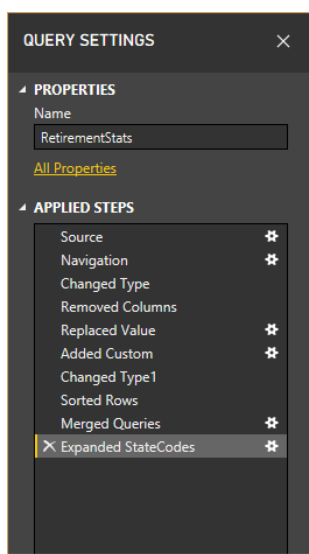 QUERY SETTINGS
PROPERTIES
Name
RetirementStats
All Properties
APPLIED STEPS
Source
Navigation
Changed Type
Removed Columns
Replaced Value
Added Custom
Changed Type1
Sorted Rows
Merged Queries
Expanded StateCodes